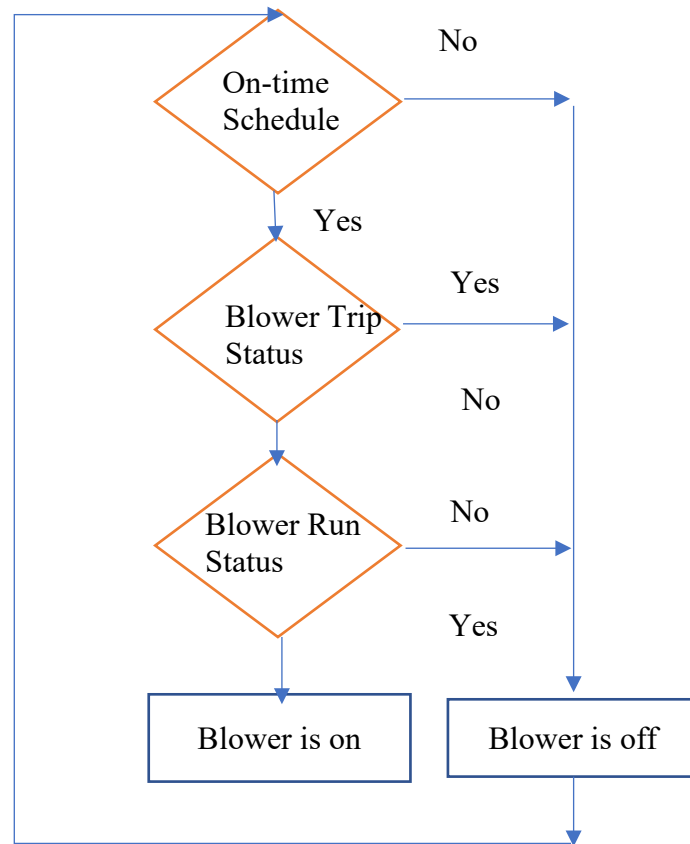 No
On-time
Schedule
Yes
Yes
Blower Trip
Status
No
No
Blower Run
Status
Yes
Blower is on
Blower is off